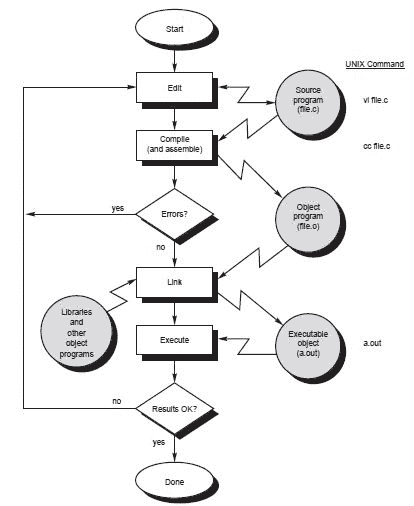 Start
UNIX Command
Edit
Source
program
(file.c)
vi file.c
Compile
(and assemble)
cc file.c
yes
Errors?
Object
program
(file.o)
no
Link
Libraries
and
other
object
programs
Execute
Executable
object
(a.out)
a.out
no
Results OK?
yes
Done